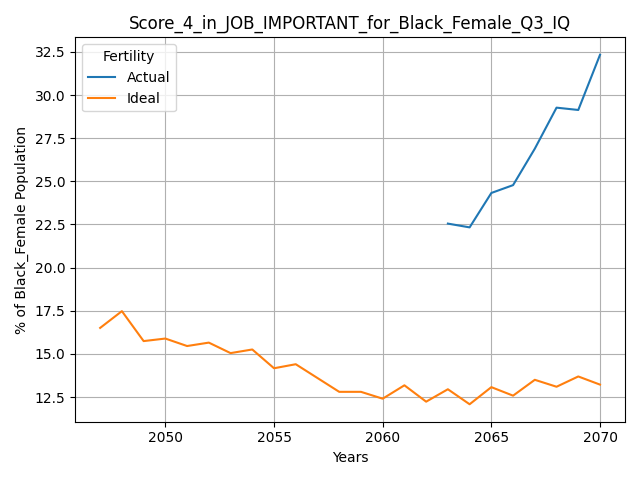 Score_4_in_JOB_IMPORTANT_for_Black_Female_Q3_IQ
Fertility
Actual
Ideal
% of Black_Female Population
32.5
30.0
27.5
25.0
22.5
20.0
17.5
15.0
12.5
2050
2055
2060
2065
2070
Years